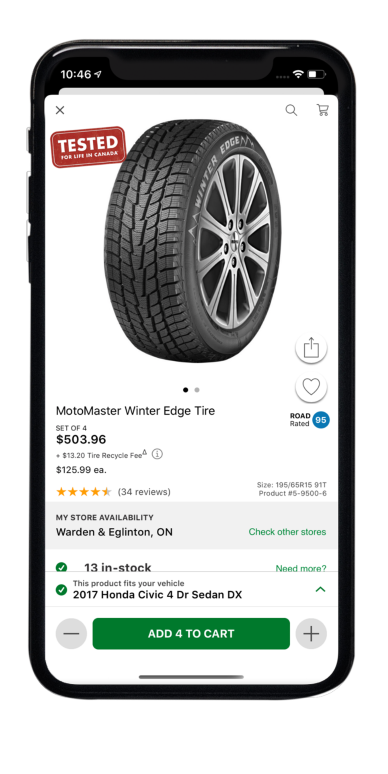 10:46
TESTED
FOR LIFE IN CANADA
WINTER EDGE
MotoMaster Winter Edge Tire
SET OF 4
$503.96
+ $13.20 Tire Recycle Fee Δ
$125.99 ea.
ROAD
Rated 95
(34 reviews)
Size: 195/65R15 91T
Product #5-9500-6
MY STORE AVAILABILITY
Warden & Eglinton, ON
Check other stores
13 in-stock
Need more?
This product fits your vehicle
2017 Honda Civic 4 Dr Sedan DX
ADD 4 TO CART